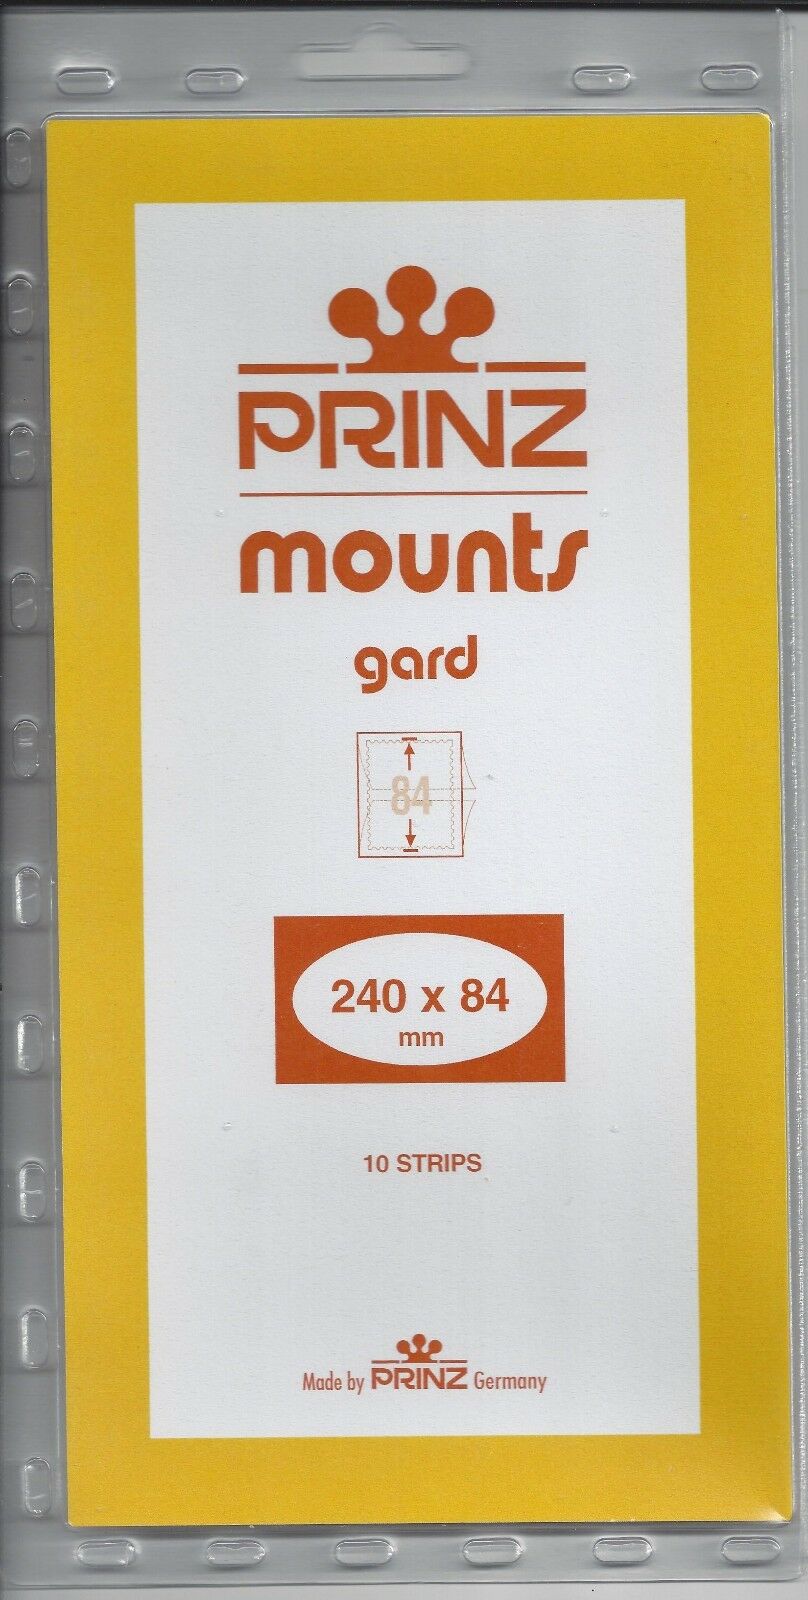 PRINZ
mounts
gard
84
240 x 84
mm
10 STRIPS
Made by PRINZ Germany